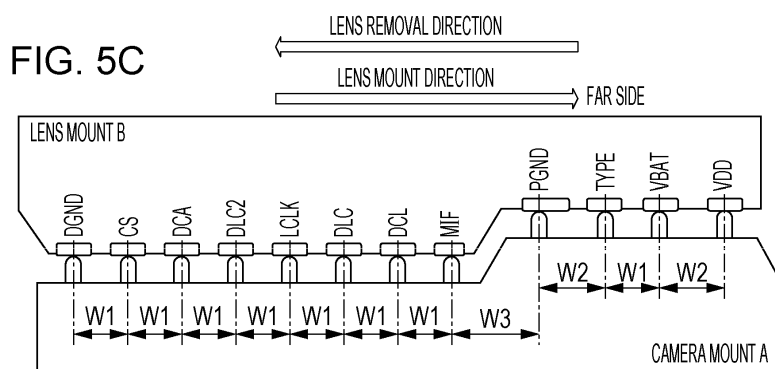 FIG. 5C
LENS REMOVAL DIRECTION
LENS MOUNT DIRECTION
FAR SIDE
LENS MOUNT B
DGND
CS
DCA
DLC2
LCLK
DLC
DCL
MIF
PGND
TYPE
VBAT
VDD
W2
W1
W2
W1
W1
W1
W1
W1
W1
W1
W3
CAMERA MOUNT A